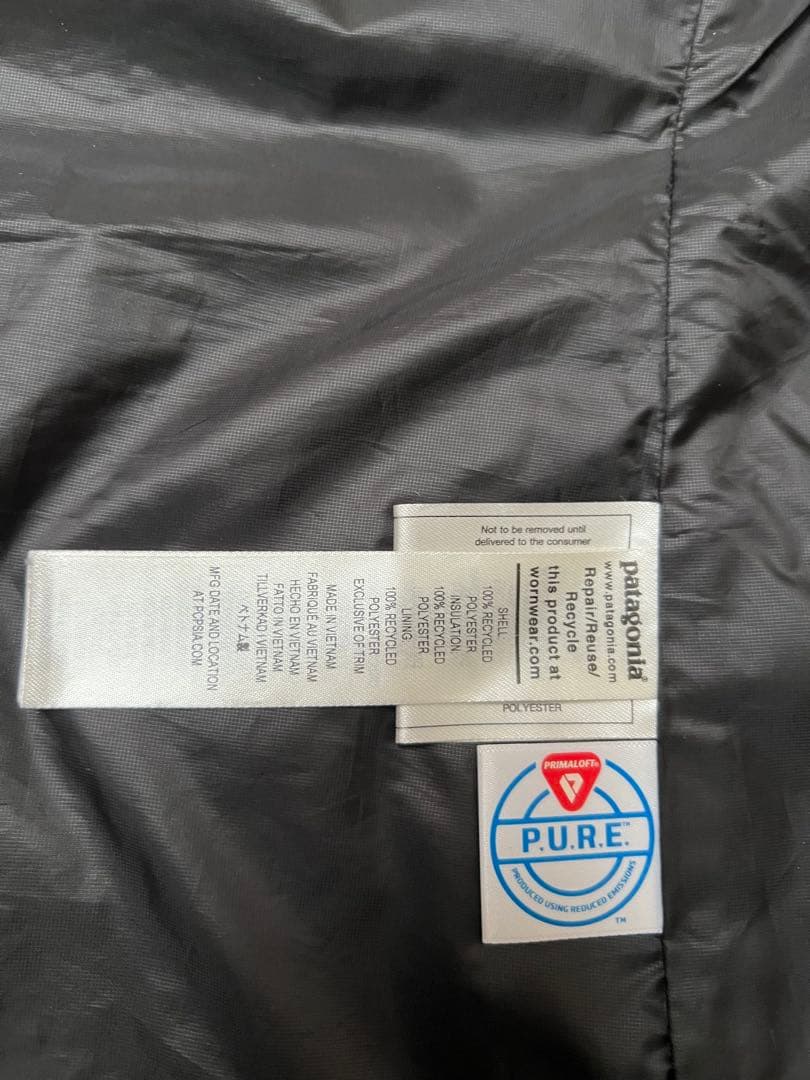 Not to be removed until
delivered to the consumer
patagonia®
www.patagonia.com
Repair/Reuse/
Recycle
this product at
wornwear.com
SHELL
100% RECYCLED
POLYESTER
INSULATION
100% RECYCLED
POLYESTER
LINING
100% RECYCLED
POLYESTER
EXCLUSIVE OF TRIM
MADE IN VIETNAM
FABRIQUÉ AU VIETNAM
HECHO EN VIETNAM
FATTO IN VIETNAM
TILLVERKAD I VIETNAM
ベトナム製
MFG DATE AND LOCATION
AT PCPSIA.COM
POLYESTER
PRIMALOFT®
P.U.R.E.™
PRODUCED USING REDUCED EMISSIONS
TM